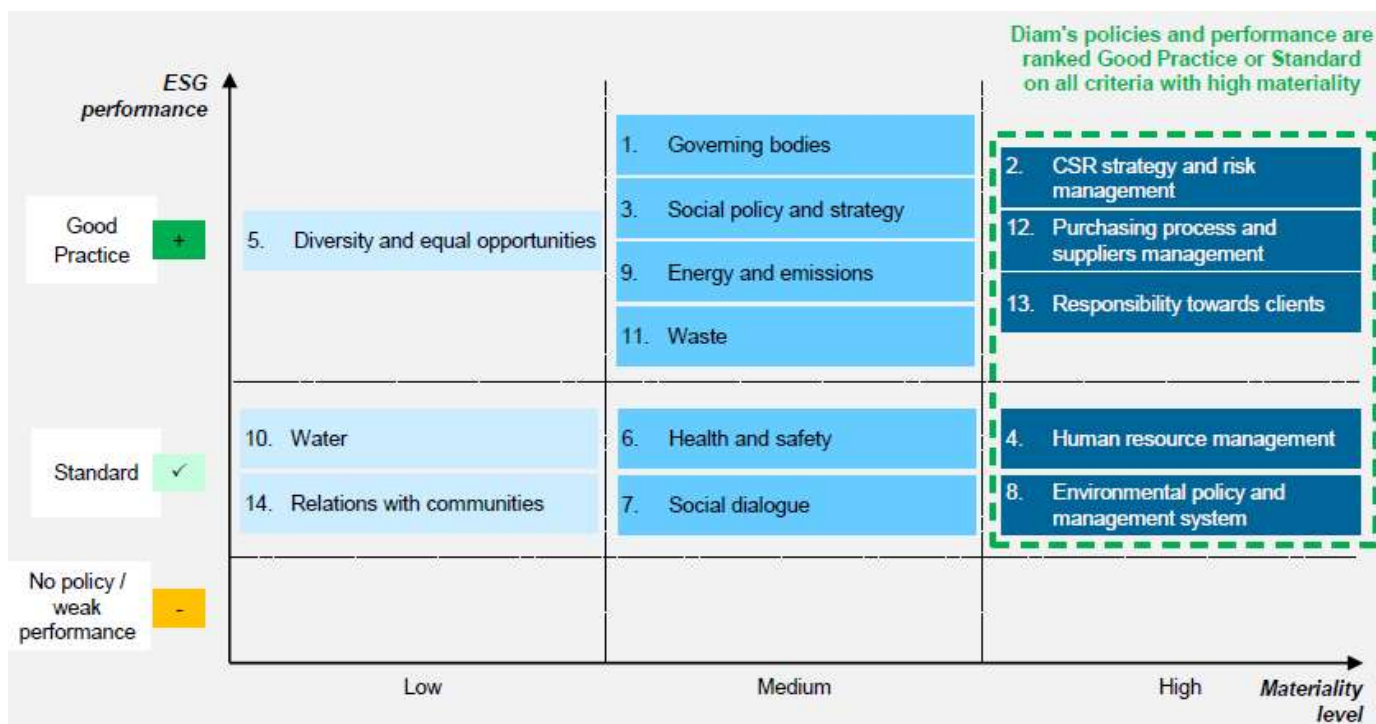 Diam's policies and performance are
ranked Good Practice or Standard
on all criteria with high materiality
ESG
performance
1. Governing bodies
2. CSR strategy and risk
management
3. Social policy and strategy
12. Purchasing process and
suppliers management
Good
Practice
+
5. Diversity and equal opportunities
9. Energy and emissions
13. Responsibility towards clients
11. Waste
10. Water
6. Health and safety
4. Human resource management
Standard
✓
14. Relations with communities
7. Social dialogue
8. Environmental policy and
management system
No policy /
weak
performance
-
Low
Medium
High
Materiality
level